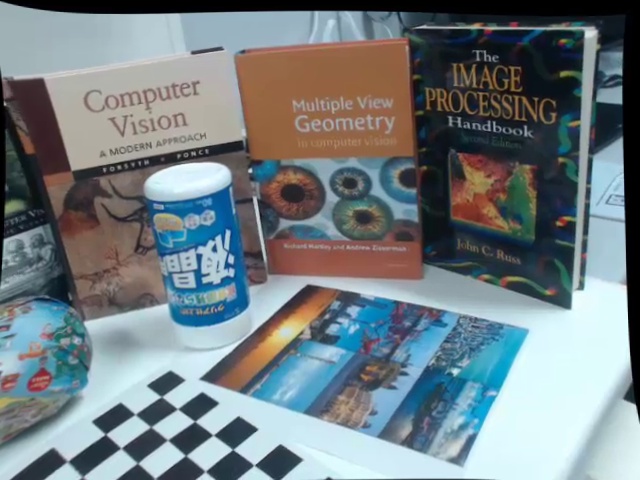 Computer
Vision
A MODERN APPROACH
FORSYTH PONCE
Multiple View
Geometry
in computer vision
Richard Hartley and Andrew Zisserman
The
IMAGE
PROCESSING
Handbook
Second Edition
John C. Russ